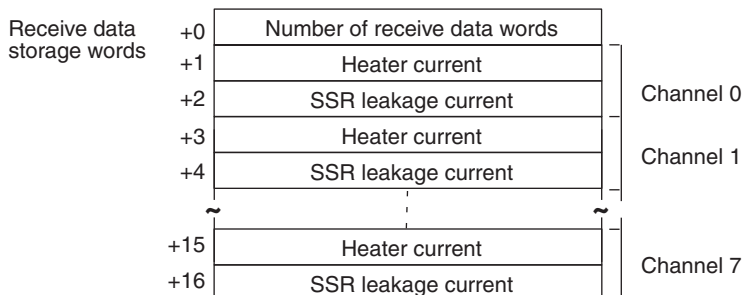 Receive data
storage words
+0 Number of receive data words
+1 Heater current
+2 SSR leakage current
Channel 0
+3 Heater current
+4 SSR leakage current
Channel 1
+15 Heater current
+16 SSR leakage current
Channel 7